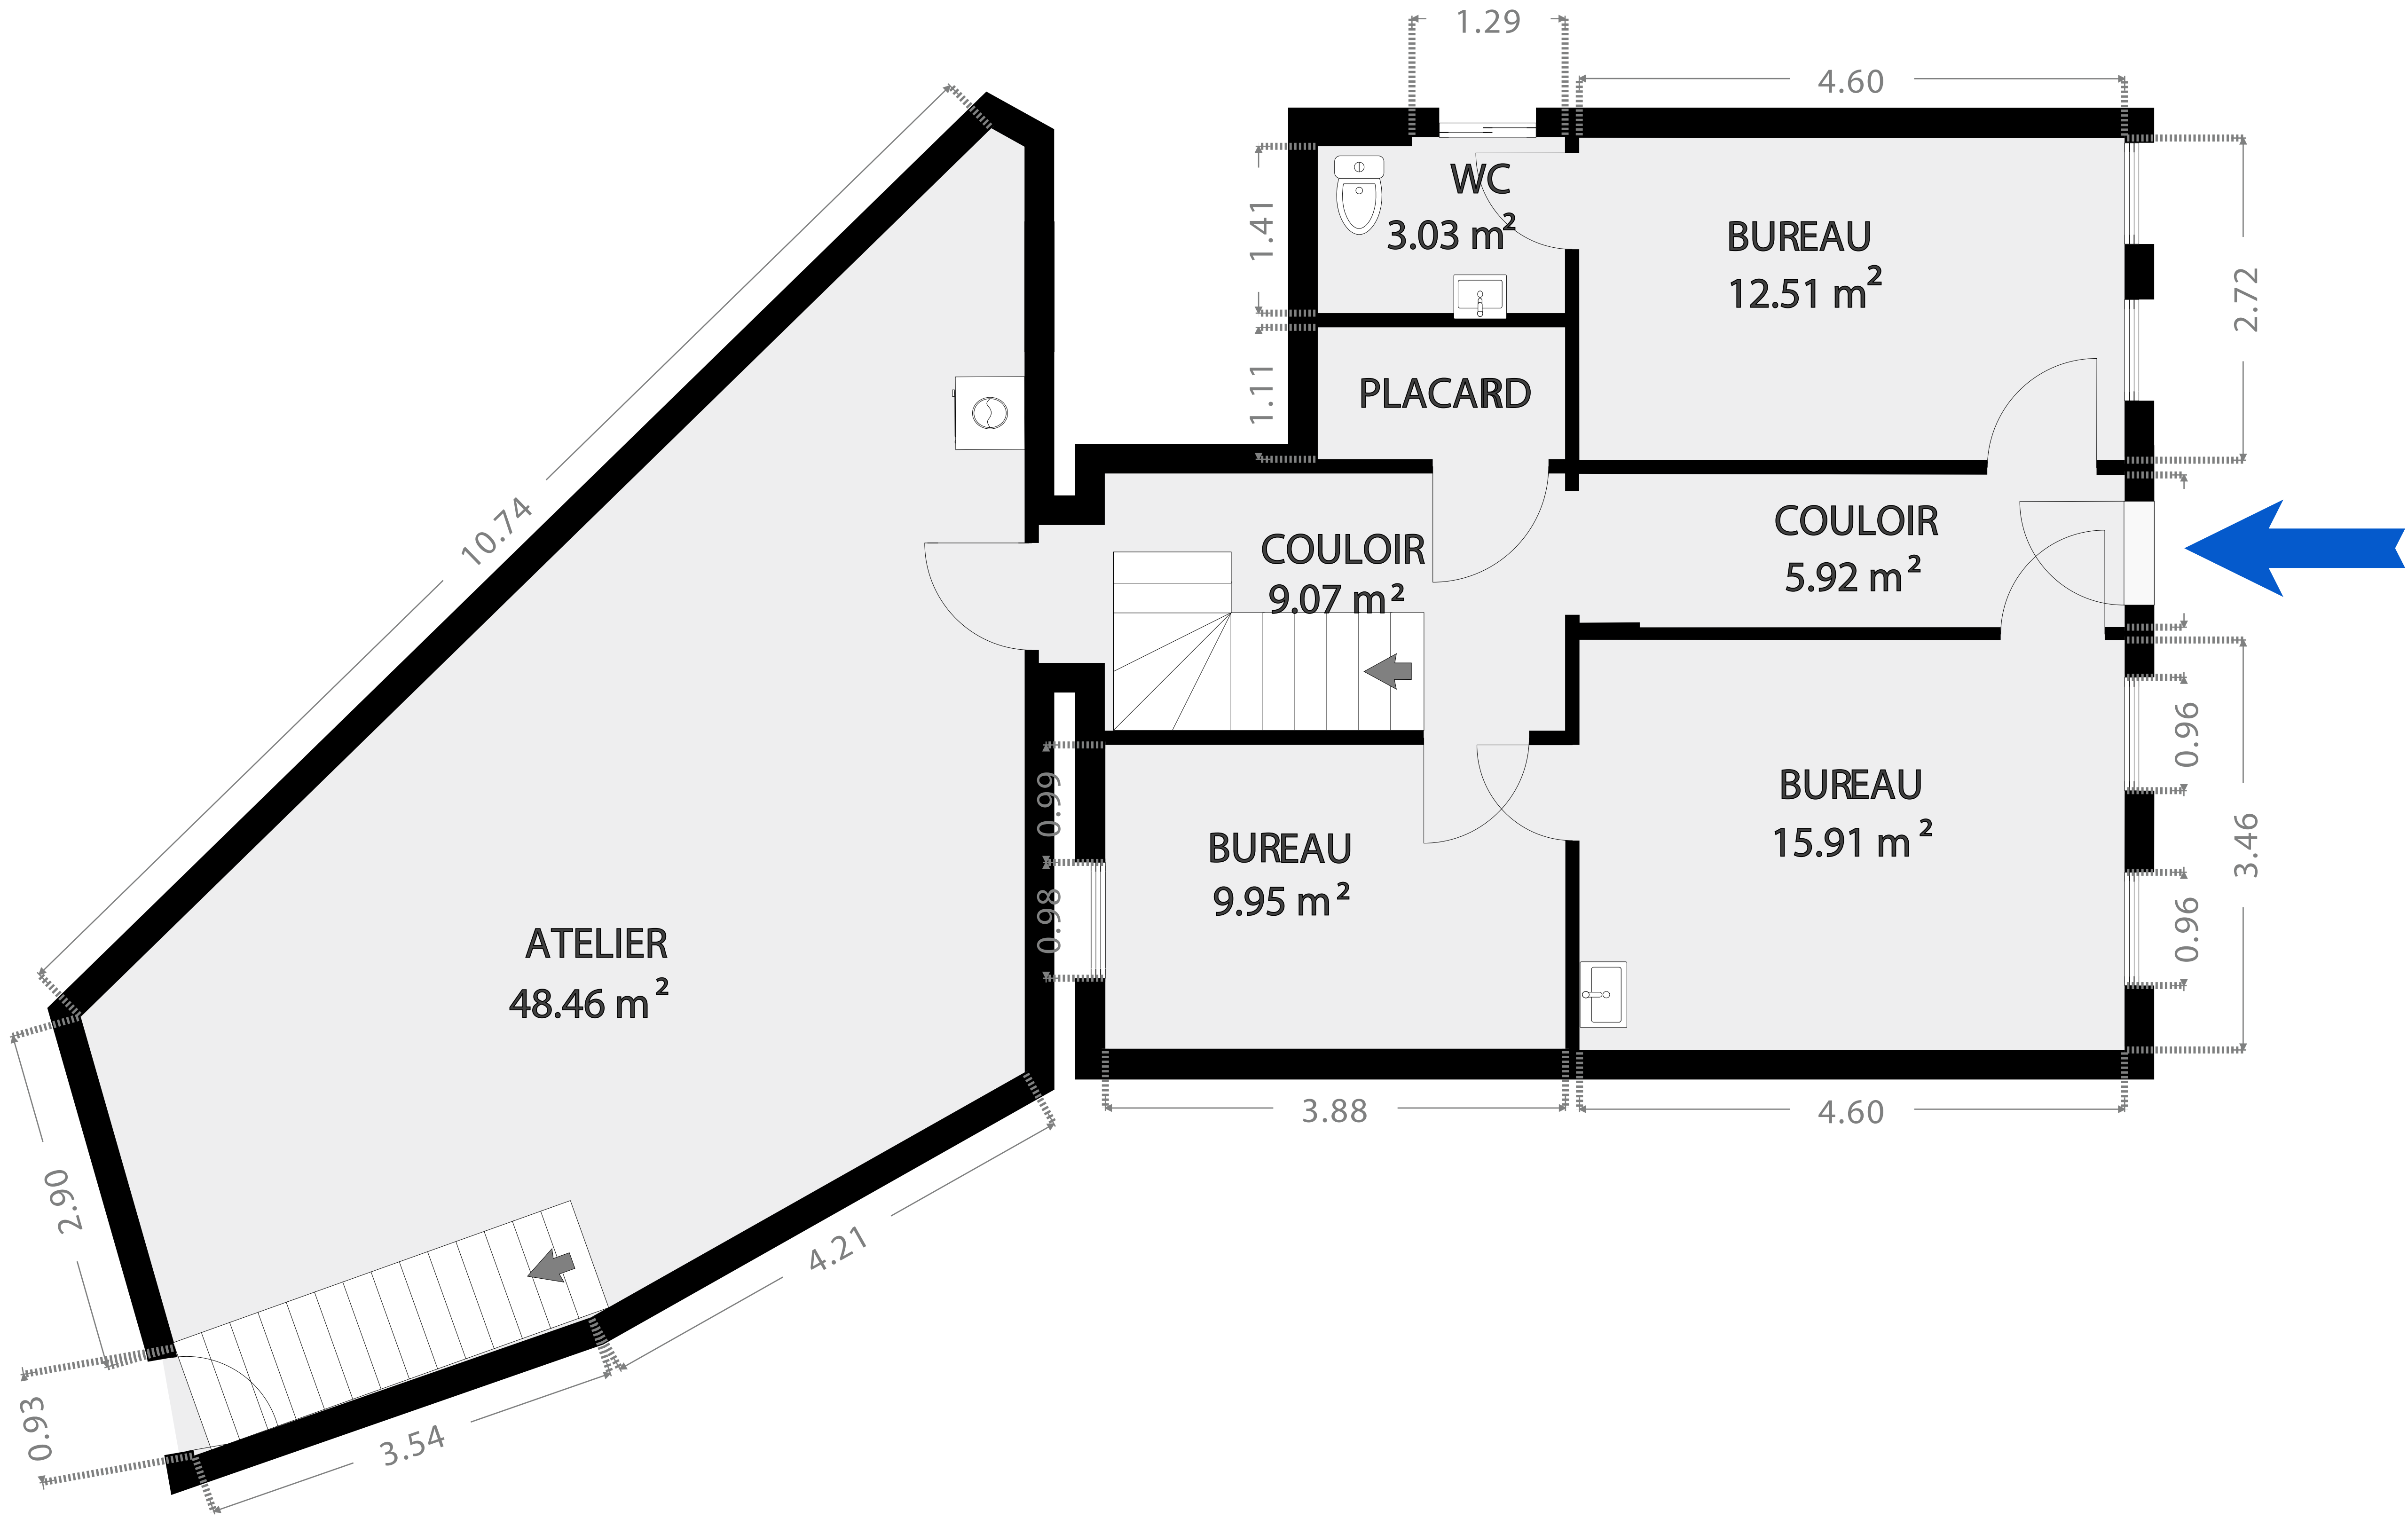 1.29
4.60
WC
3.03 m²
1.41
BUREAU
12.51 m²
2.72
1.11
PLACARD
10.74
COULOIR
9.07 m²
COULOIR
5.92 m²
0.96
0.99
BUREAU
9.95 m²
0.98
BUREAU
15.91 m²
3.46
0.96
ATELIER
48.46 m²
3.88
4.60
2.90
4.21
0.93
3.54